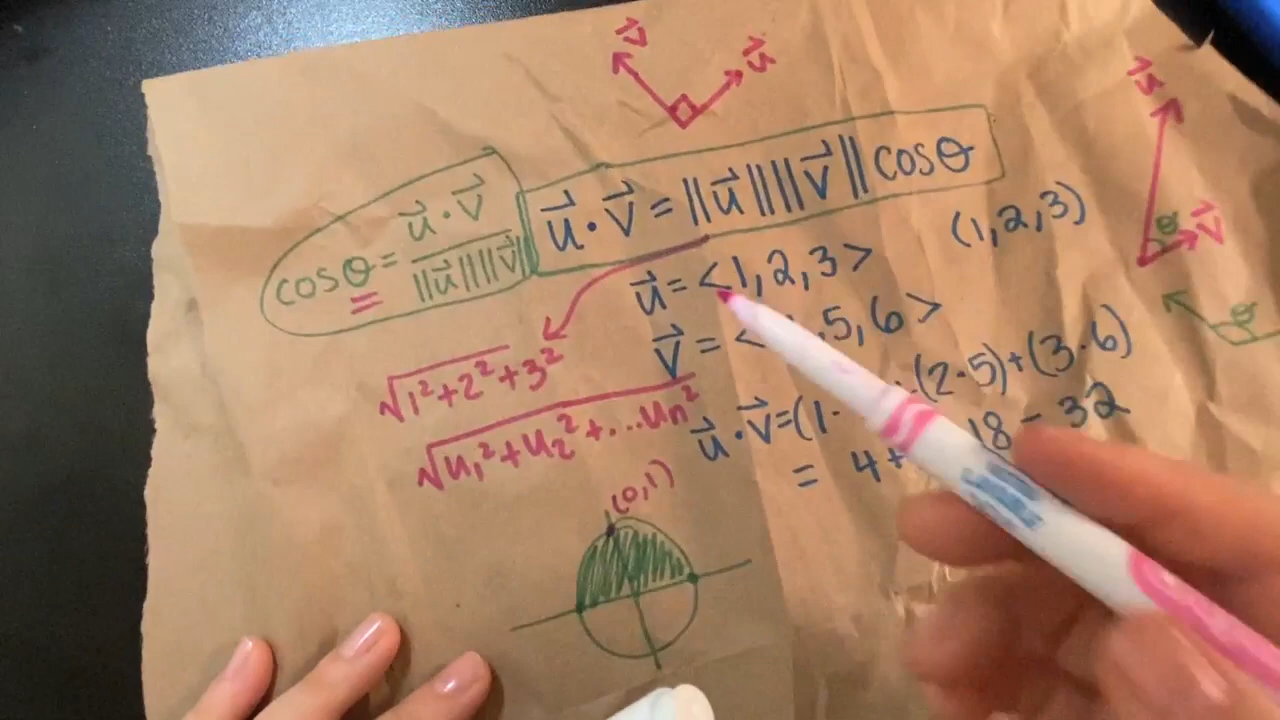 v⃗ u⃗
u⃗
v⃗
θ
θ
cosθ = u⃗·v⃗ / ||u⃗|| ||v⃗||
u⃗·v⃗ = ||u⃗|| ||v⃗|| cosθ
(1,2,3)
u⃗ = <1,2,3>
v⃗ = < ,5,6>
u⃗·v⃗ = (1· (2·5)+(3·6)
= 4+ 18 = 32
√1²+2²+3²
√u₁²+u₂²+...un²
(0,1)